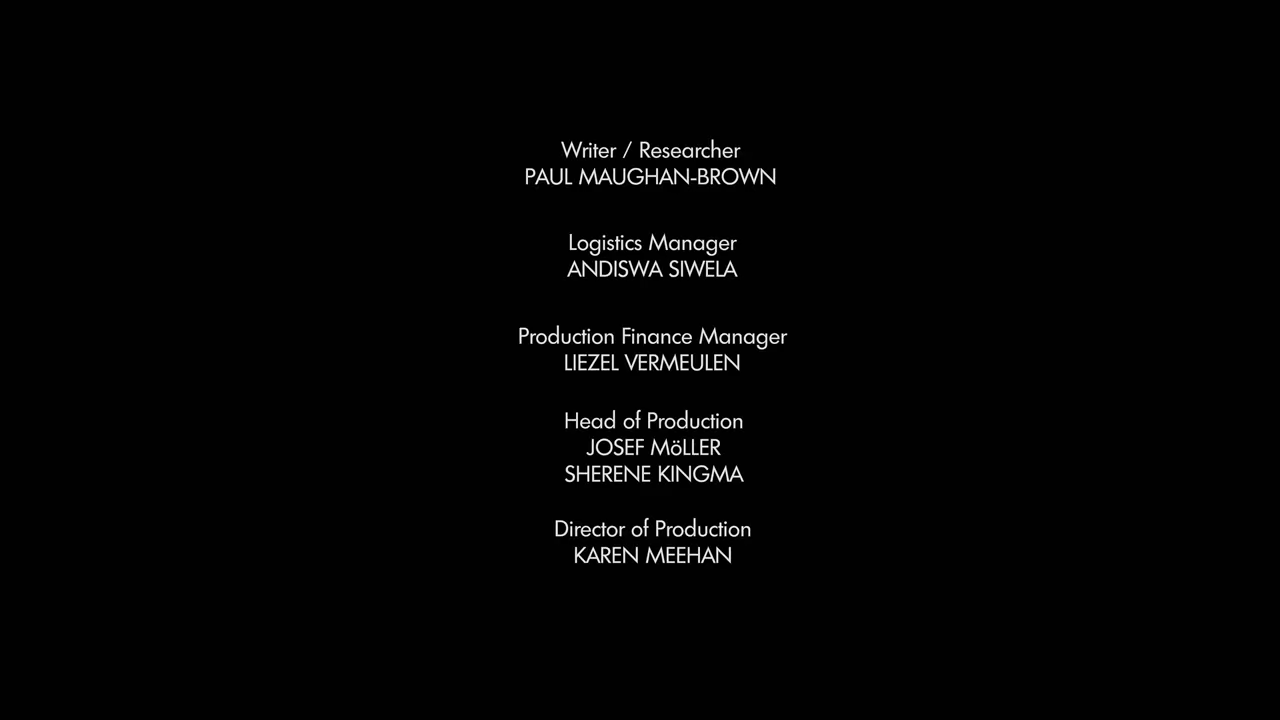 Writer / Researcher
PAUL MAUGHAN-BROWN
Logistics Manager
ANDISWA SIWELA
Production Finance Manager
LIEZEL VERMEULEN
Head of Production
JOSEF MöLLER
SHERENE KINGMA
Director of Production
KAREN MEEHAN